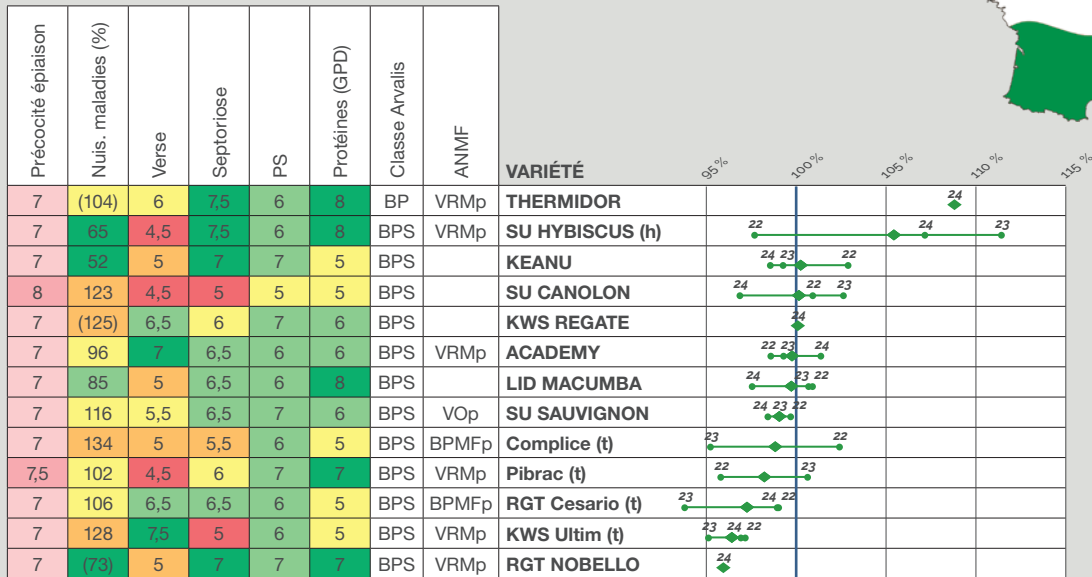 Précocité épiaison Nuis. maladies (%) Verse Septoriose PS Protéines (GPD) Classe Arvalis ANMF VARIÉTÉ 95 % 100 % 105 % 110 % 115 %
7 (104) 6 7,5 6 8 BP VRMp THERMIDOR 24
7 65 4,5 7,5 6 8 BPS VRMp SU HYBISCUS (h) 22 24 23
7 52 5 7 7 5 BPS KEANU 24 23 22
8 123 4,5 5 5 5 BPS SU CANOLON 24 22 23
7 (125) 6,5 6 7 6 BPS KWS REGATE 24
7 96 7 6,5 6 6 BPS VRMp ACADEMY 22 23 24
7 85 5 6,5 6 8 BPS LID MACUMBA 24 23 22
7 116 5,5 6,5 7 6 BPS VOp SU SAUVIGNON 24 23 22
7 134 5 5,5 6 5 BPS BPMFp Complice (t) 23 22
7,5 102 4,5 6 7 7 BPS VRMp Pibrac (t) 22 23
7 106 6,5 6,5 6 5 BPS BPMFp RGT Cesario (t) 23 24 22
7 128 7,5 5 6 5 BPS VRMp KWS Ultim (t) 23 24 22
7 (73) 5 7 7 7 BPS VRMp RGT NOBELLO 24